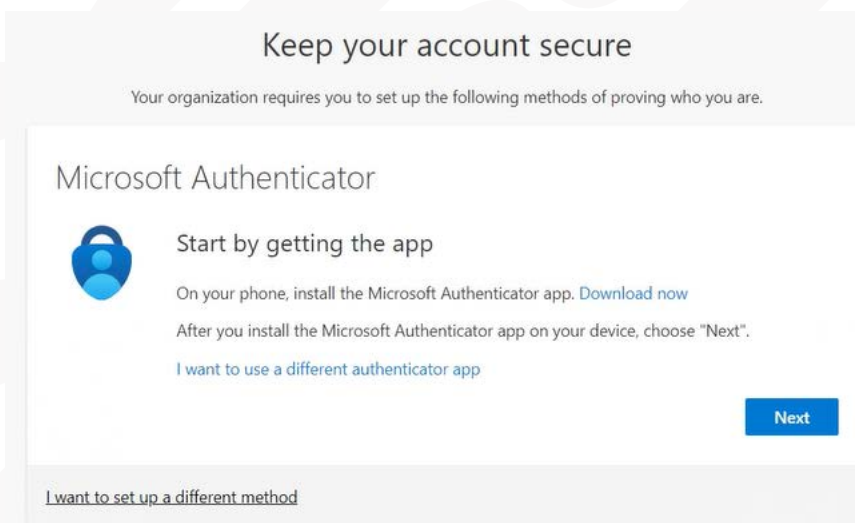 Keep your account secure
Your organization requires you to set up the following methods of proving who you are.
Microsoft Authenticator
Start by getting the app
On your phone, install the Microsoft Authenticator app. Download now
After you install the Microsoft Authenticator app on your device, choose "Next".
I want to use a different authenticator app
Next
I want to set up a different method